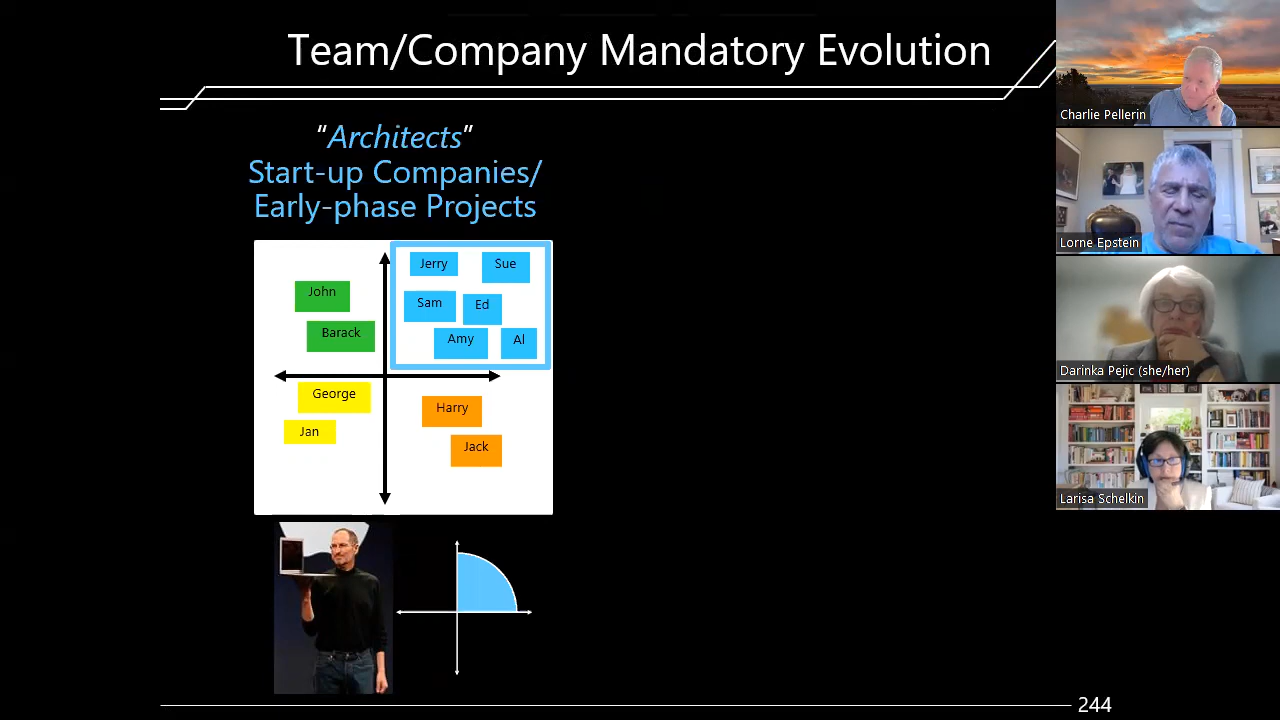 Team/Company Mandatory Evolution
"Architects"
Start-up Companies/
Early-phase Projects
Jerry
Sue
John
Sam
Ed
Barack
Amy
Al
George
Harry
Jan
Jack
244
Charlie Pellerin
Lorne Epstein
Darinka Pejic (she/her)
Larisa Schelkin